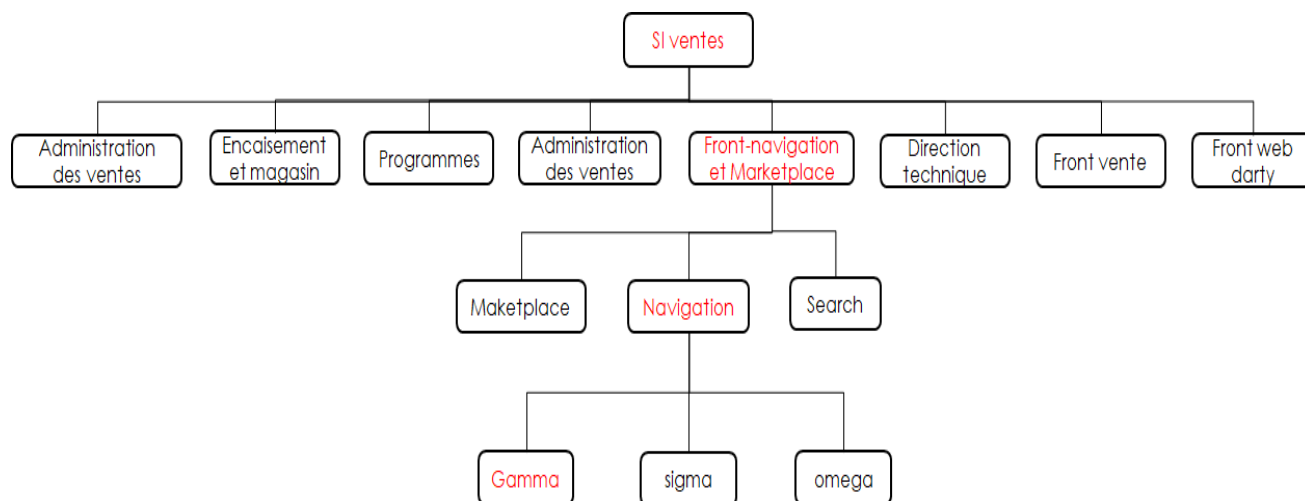 SI ventes
Administration
des ventes
Encaisement
et magasin
Programmes
Administration
des ventes
Front-navigation
et Marketplace
Direction
technique
Front vente
Front web
darty
Maketplace
Navigation
Search
Gamma
sigma
omega